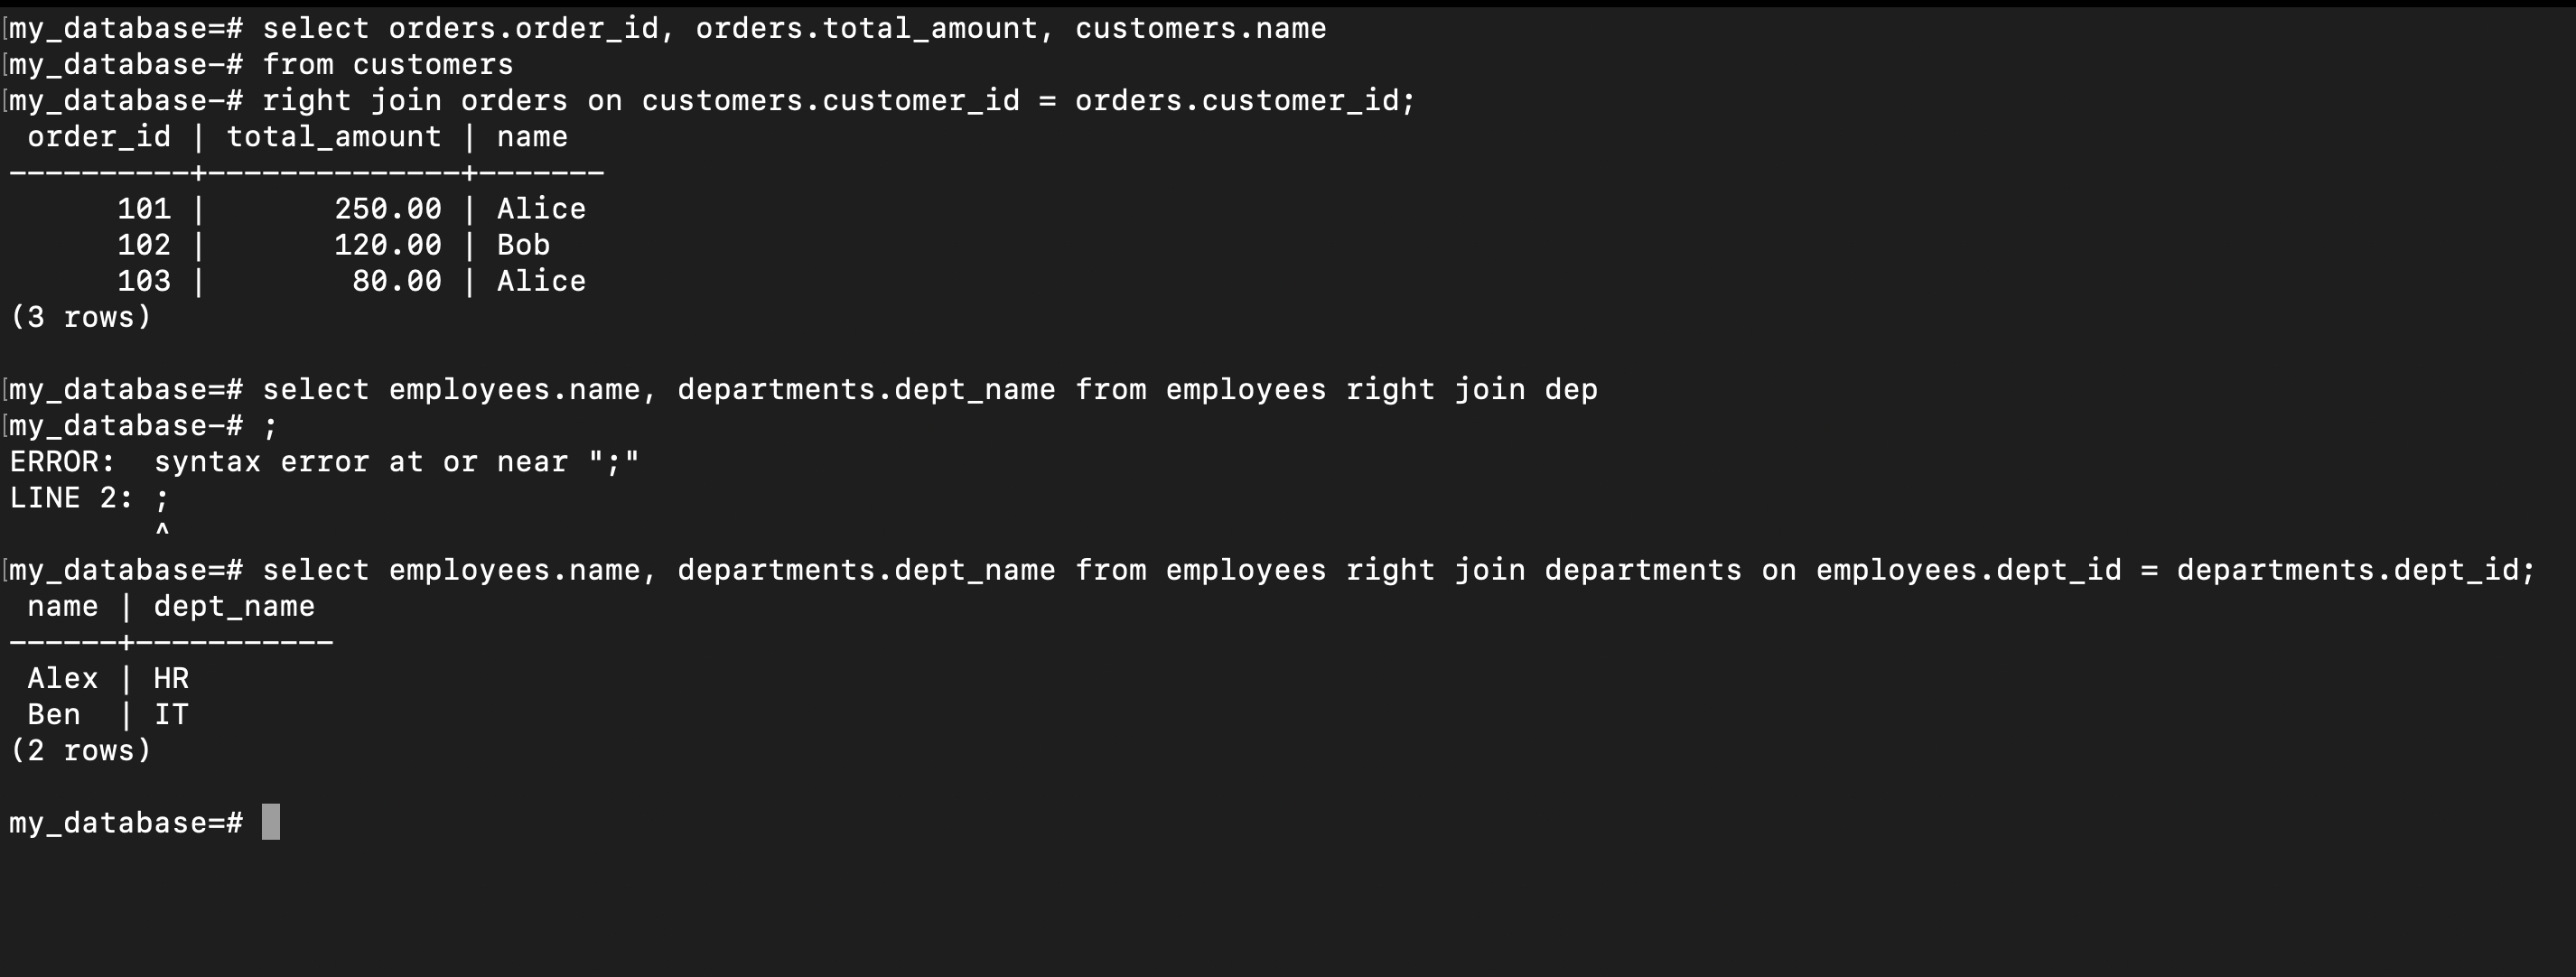 [my_database=# select orders.order_id, orders.total_amount, customers.name
[my_database-# from customers
[my_database-# right join orders on customers.customer_id = orders.customer_id;
 order_id | total_amount | name
----------+--------------+-------
      101 |       250.00 | Alice
      102 |       120.00 | Bob
      103 |        80.00 | Alice
(3 rows)

[my_database=# select employees.name, departments.dept_name from employees right join dep
[my_database-# ;
ERROR:  syntax error at or near ";"
LINE 2: ;
        ^
[my_database=# select employees.name, departments.dept_name from employees right join departments on employees.dept_id = departments.dept_id;
 name | dept_name
------+-----------
 Alex | HR
 Ben  | IT
(2 rows)

my_database=#